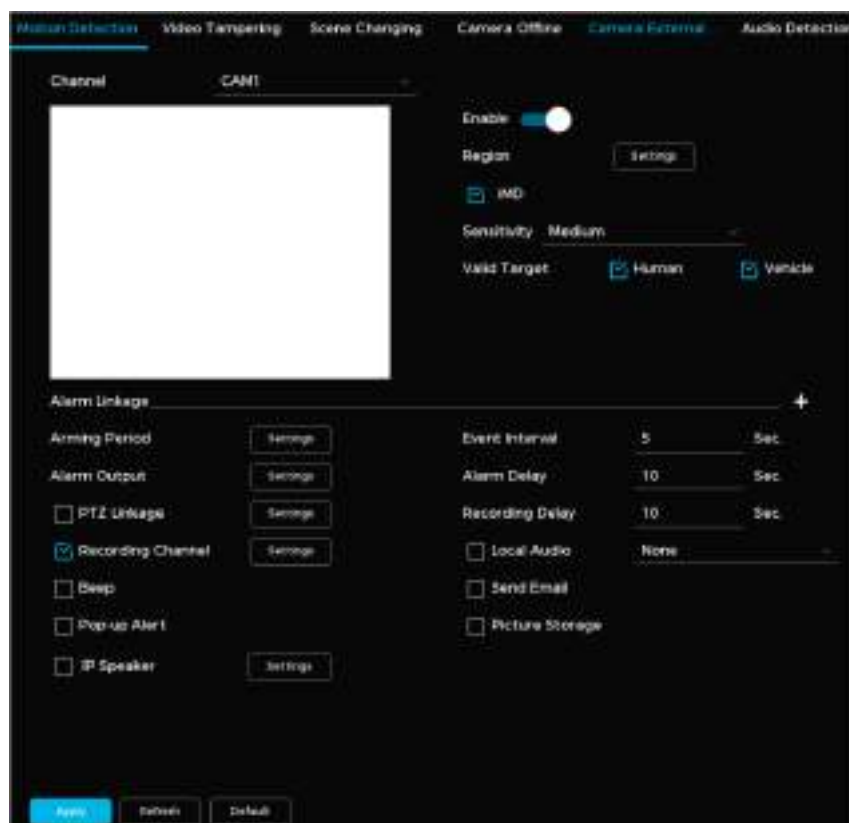 Motion Detection Video Tampering Scene Changing Camera Offline Camera External Audio Detection
Channel CAM1
Enable
Region Settings
IMD
Sensitivity Medium
Valid Target Human Vehicle
Alarm Linkage +
Arming Period Settings Event Interval 5 Sec.
Alarm Output Settings Alarm Delay 10 Sec.
PTZ Linkage Settings Recording Delay 10 Sec.
Recording Channel Settings Local Audio None
Beep Send Email
Pop-up Alert Picture Storage
IP Speaker Settings
Apply Refresh Default